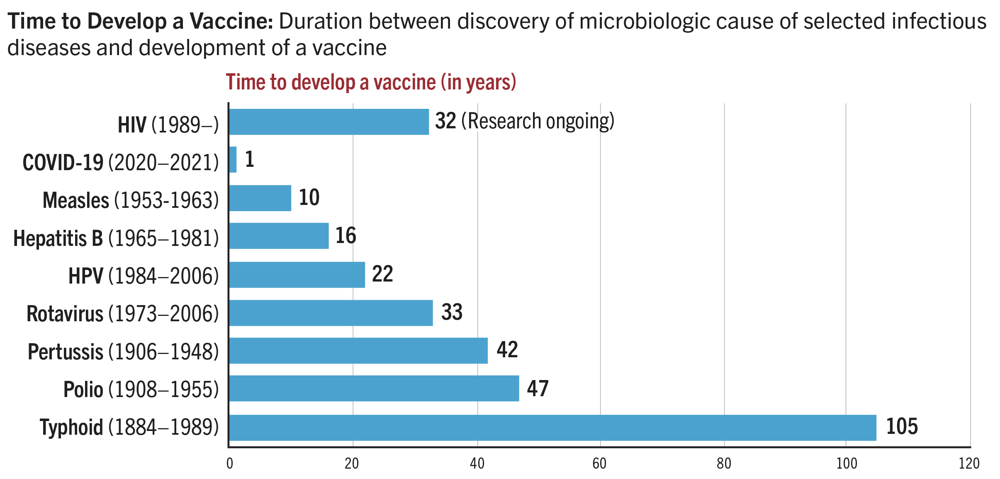 Time to Develop a Vaccine: Duration between discovery of microbiologic cause of selected infectious
diseases and development of a vaccine
Time to develop a vaccine (in years)
HIV (1989–) 32 (Research ongoing)
COVID-19 (2020–2021) 1
Measles (1953-1963) 10
Hepatitis B (1965–1981) 16
HPV (1984–2006) 22
Rotavirus (1973–2006) 33
Pertussis (1906–1948) 42
Polio (1908–1955) 47
Typhoid (1884–1989) 105
0 20 40 60 80 100 120